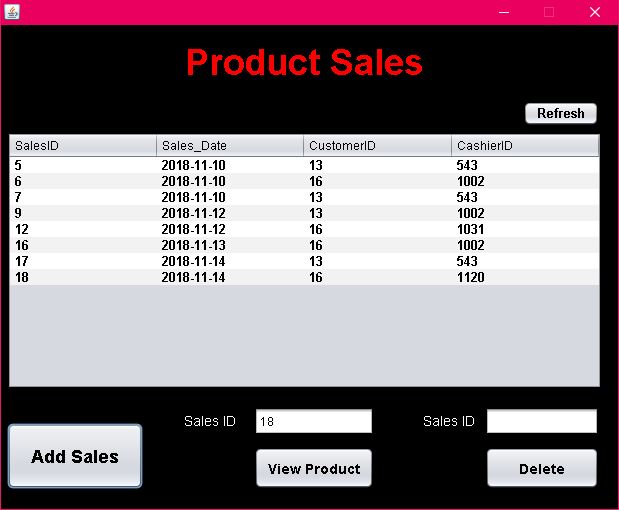 Product Sales
Refresh
SalesID Sales_Date CustomerID CashierID
5 2018-11-10 13 543
6 2018-11-10 16 1002
7 2018-11-10 13 543
9 2018-11-12 13 1002
12 2018-11-12 16 1031
16 2018-11-13 16 1002
17 2018-11-14 13 543
18 2018-11-14 16 1120
Sales ID 18 Sales ID
Add Sales View Product Delete